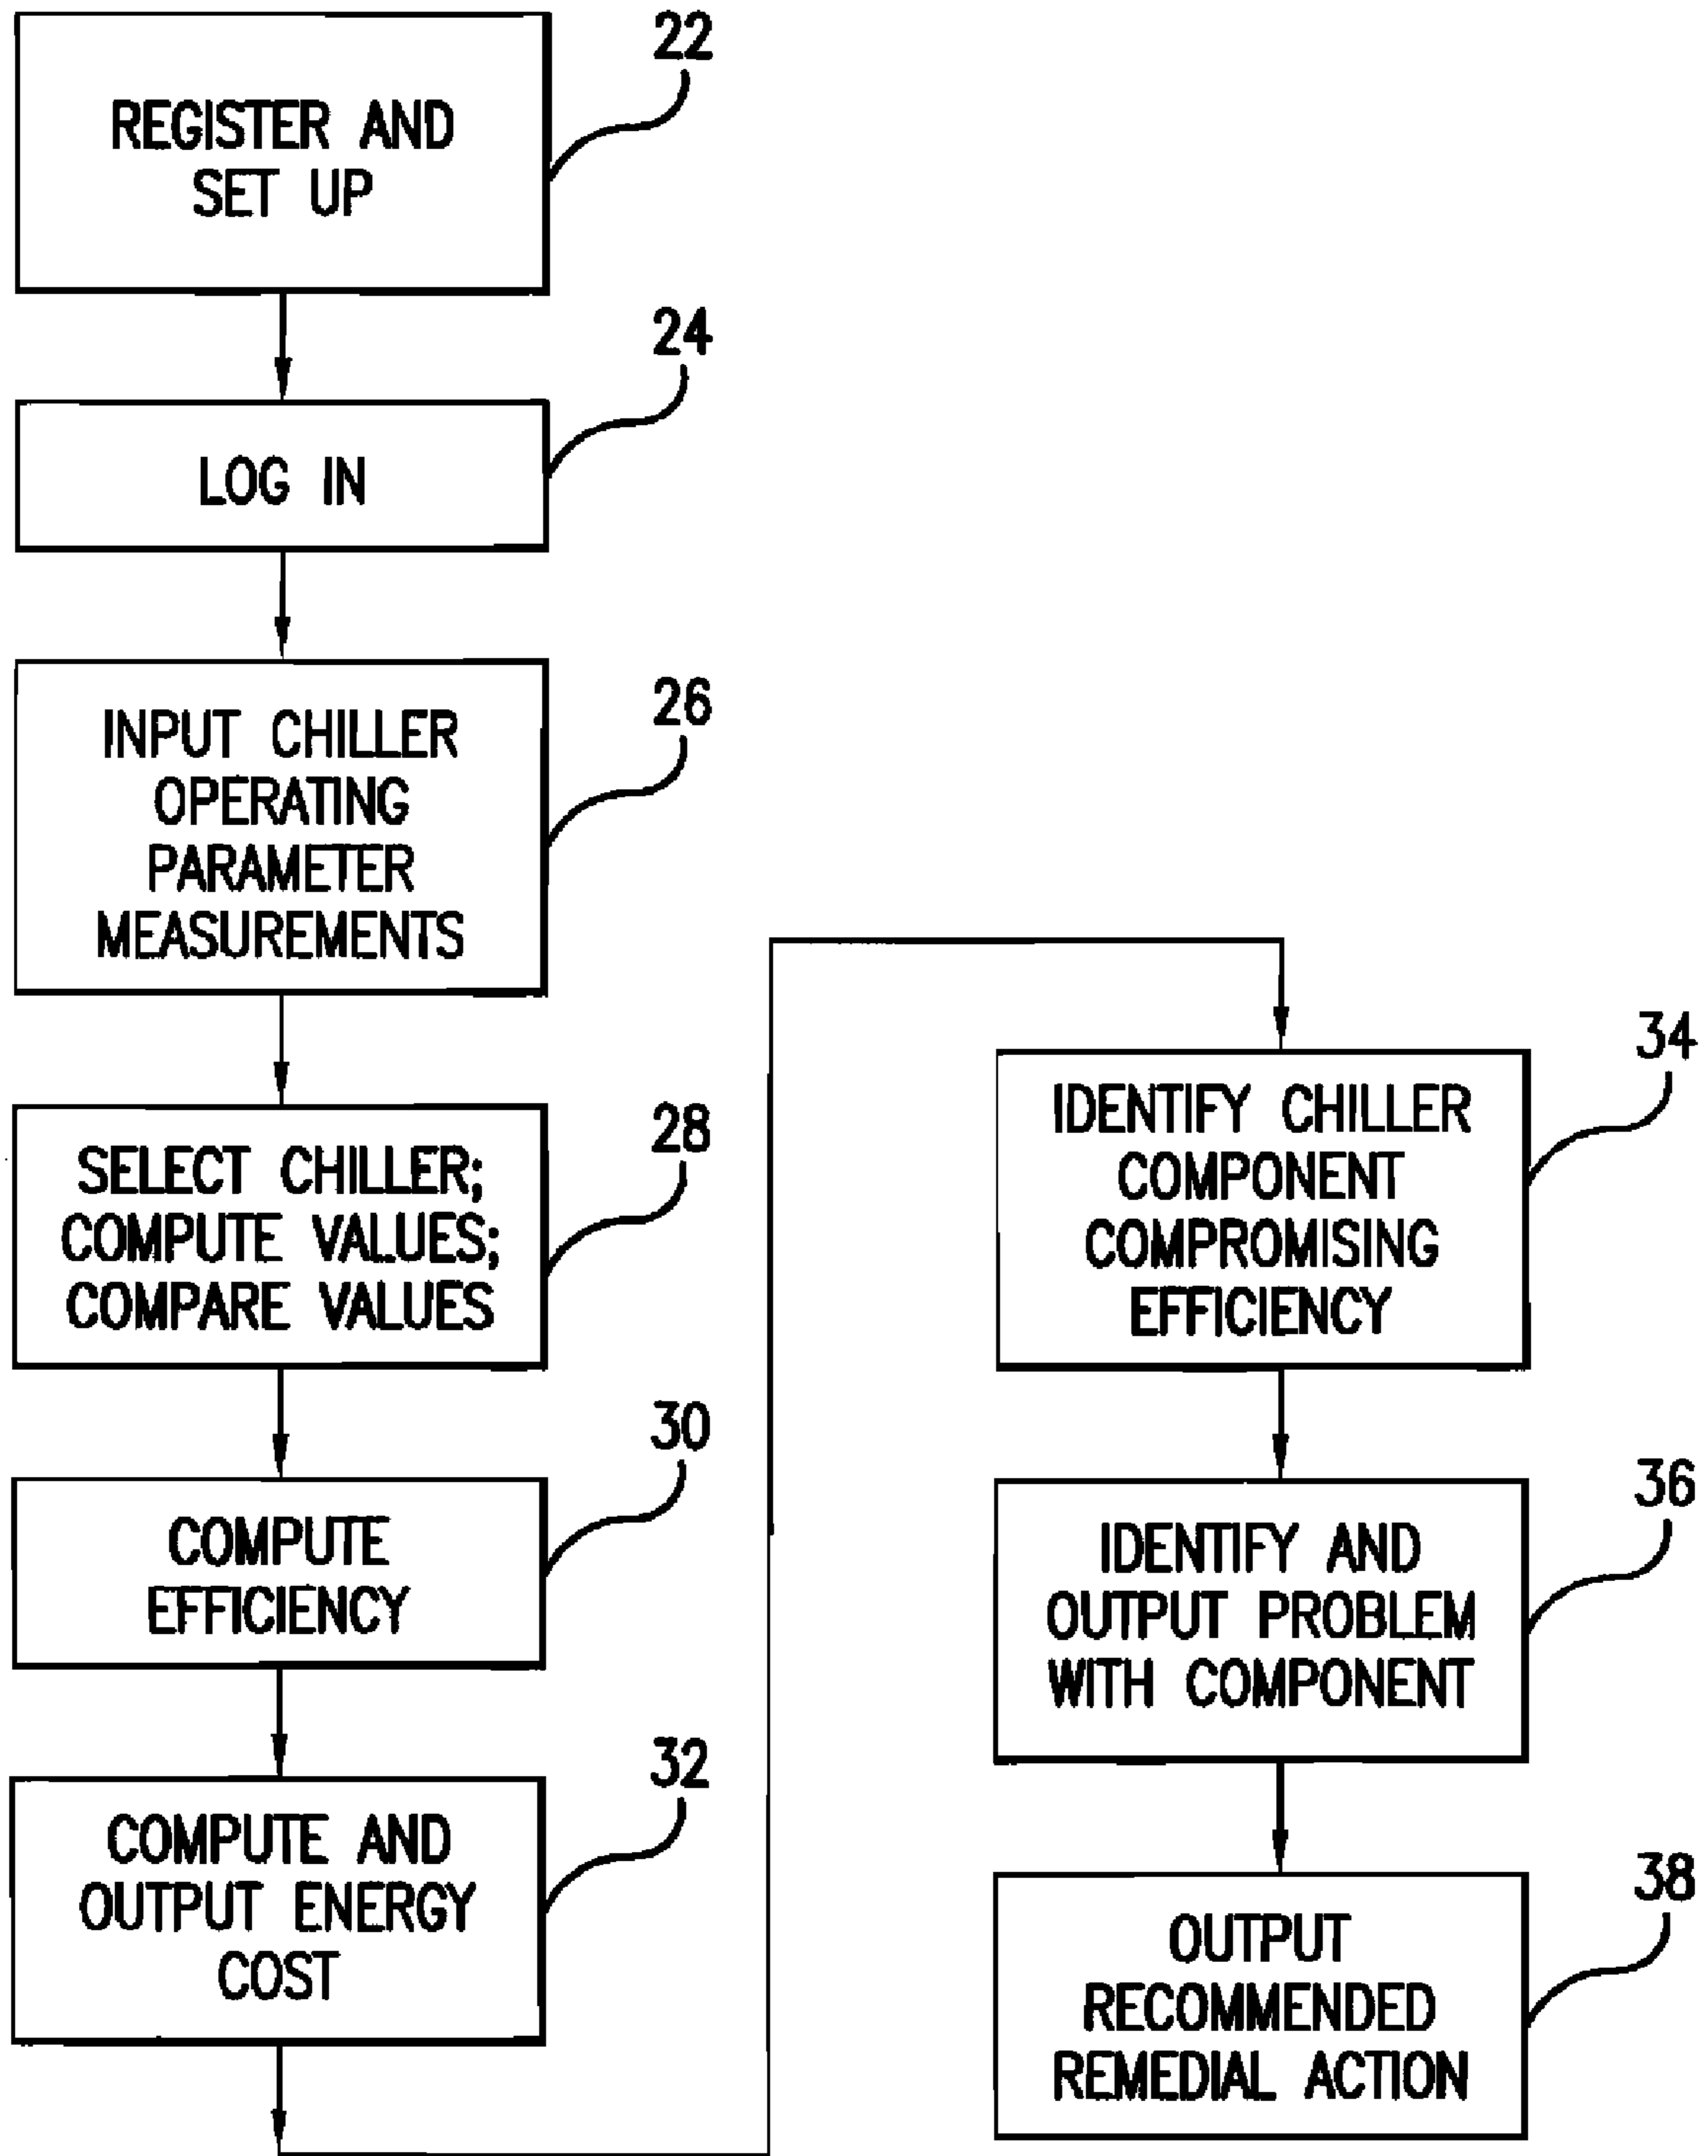 REGISTER AND
SET UP
22
LOG IN
24
INPUT CHILLER
OPERATING
PARAMETER
MEASUREMENTS
26
SELECT CHILLER;
COMPUTE VALUES;
COMPARE VALUES
28
COMPUTE
EFFICIENCY
30
COMPUTE AND
OUTPUT ENERGY
COST
32
IDENTIFY CHILLER
COMPONENT
COMPROMISING
EFFICIENCY
34
IDENTIFY AND
OUTPUT PROBLEM
WITH COMPONENT
36
OUTPUT
RECOMMENDED
REMEDIAL ACTION
38